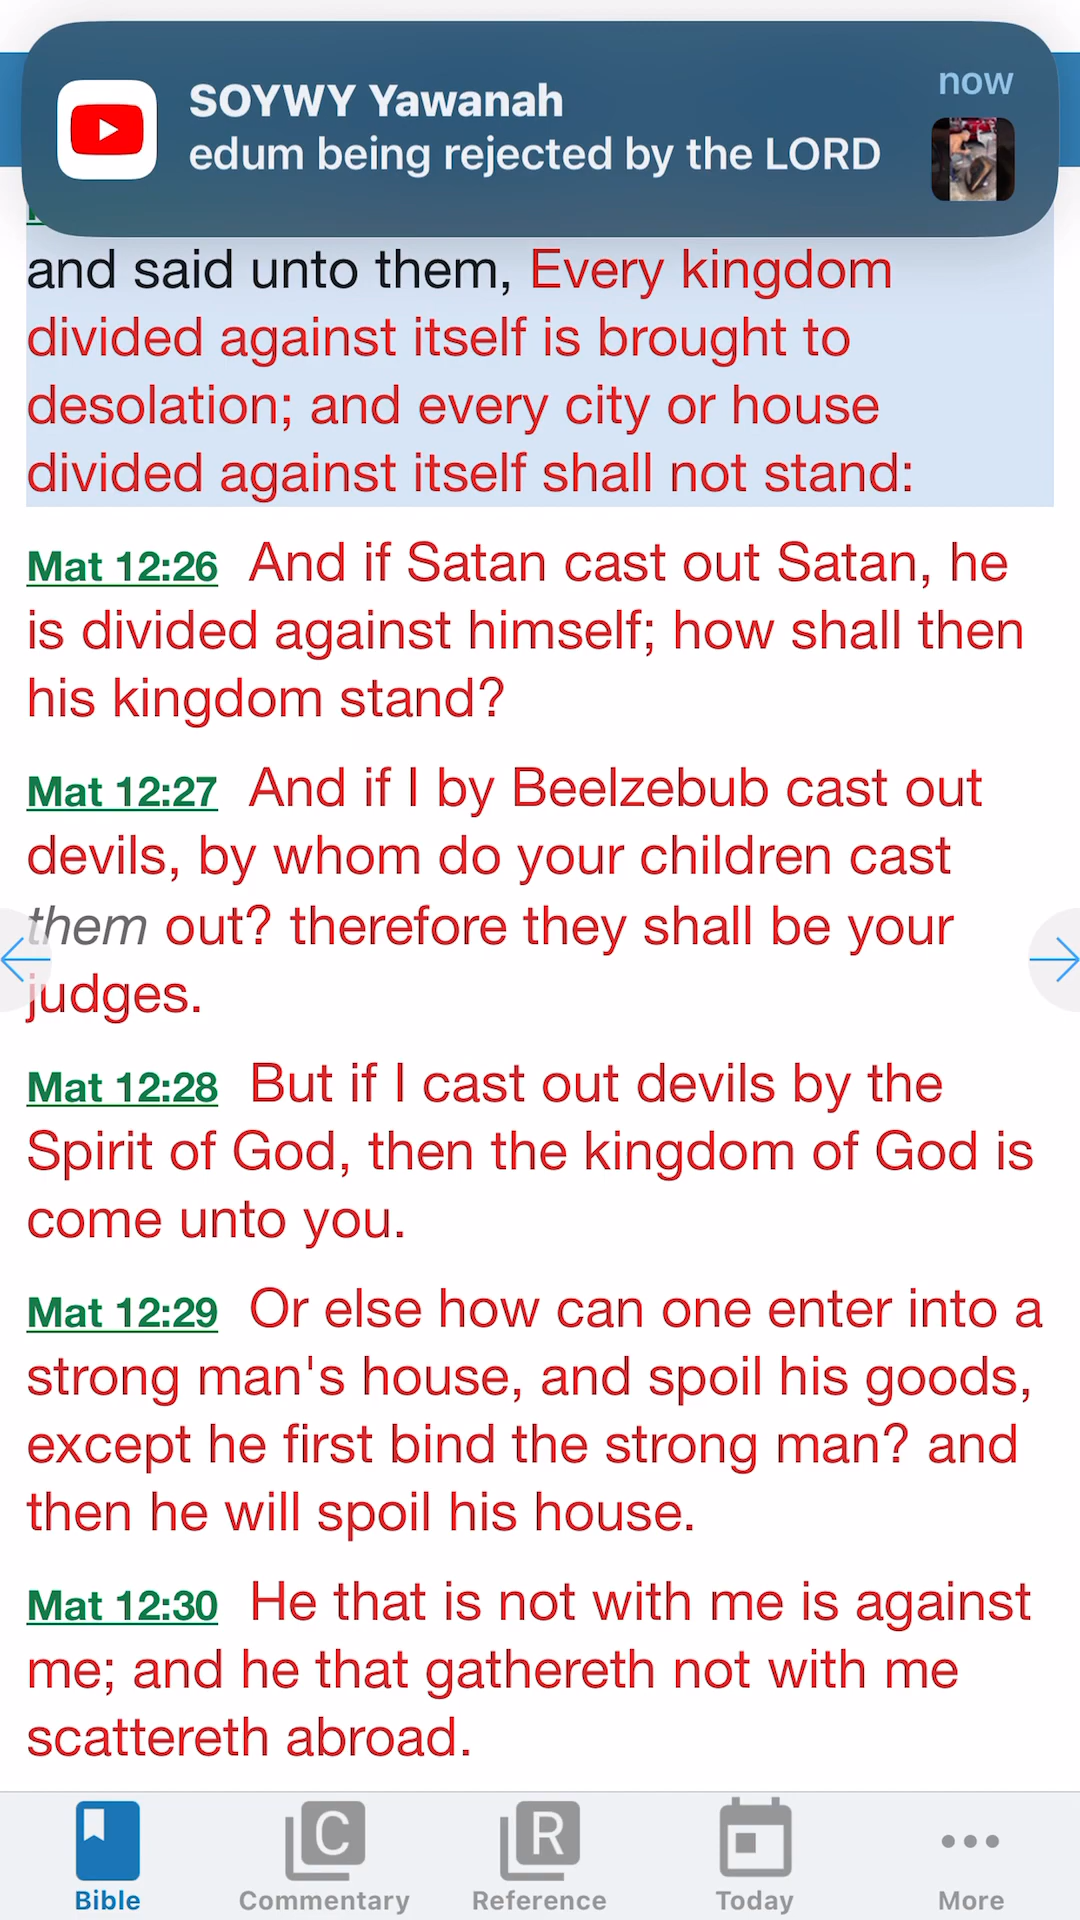 SOYWY Yawanah
now
edum being rejected by the LORD
and said unto them, Every kingdom
divided against itself is brought to
desolation; and every city or house
divided against itself shall not stand:
Mat 12:26 And if Satan cast out Satan, he
is divided against himself; how shall then
his kingdom stand?
Mat 12:27 And if I by Beelzebub cast out
devils, by whom do your children cast
them out? therefore they shall be your
judges.
Mat 12:28 But if I cast out devils by the
Spirit of God, then the kingdom of God is
come unto you.
Mat 12:29 Or else how can one enter into a
strong man's house, and spoil his goods,
except he first bind the strong man? and
then he will spoil his house.
Mat 12:30 He that is not with me is against
me; and he that gathereth not with me
scattereth abroad.
C
R
Bible
Commentary
Reference
Today
More